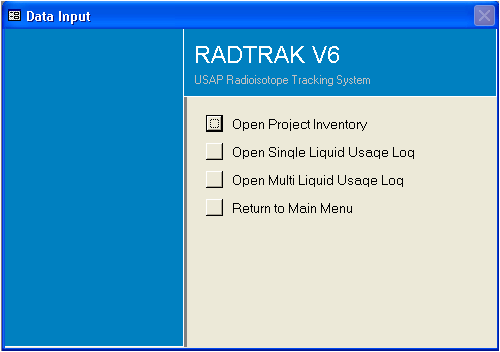 Data Input
RADTRAK V6
USAP Radioisotope Tracking System
Open Project Inventory
Open Single Liquid Usage Log
Open Multi Liquid Usage Log
Return to Main Menu